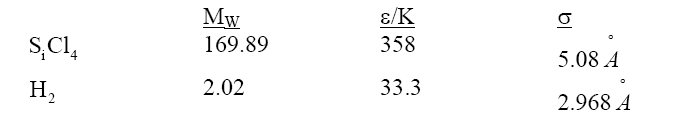 M_W ε/K σ
S_iCl_4 169.89 358 5.08 Å
H_2 2.02 33.3 2.968 Å